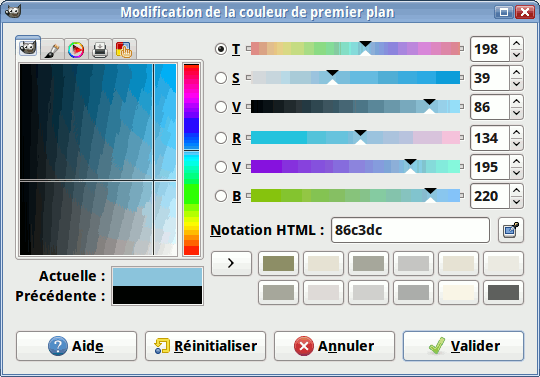 Modification de la couleur de premier plan
T 198
S 39
V 86
R 134
V 195
B 220
Notation HTML : 86c3dc
>
Actuelle :
Précédente :
Aide Réinitialiser Annuler Valider